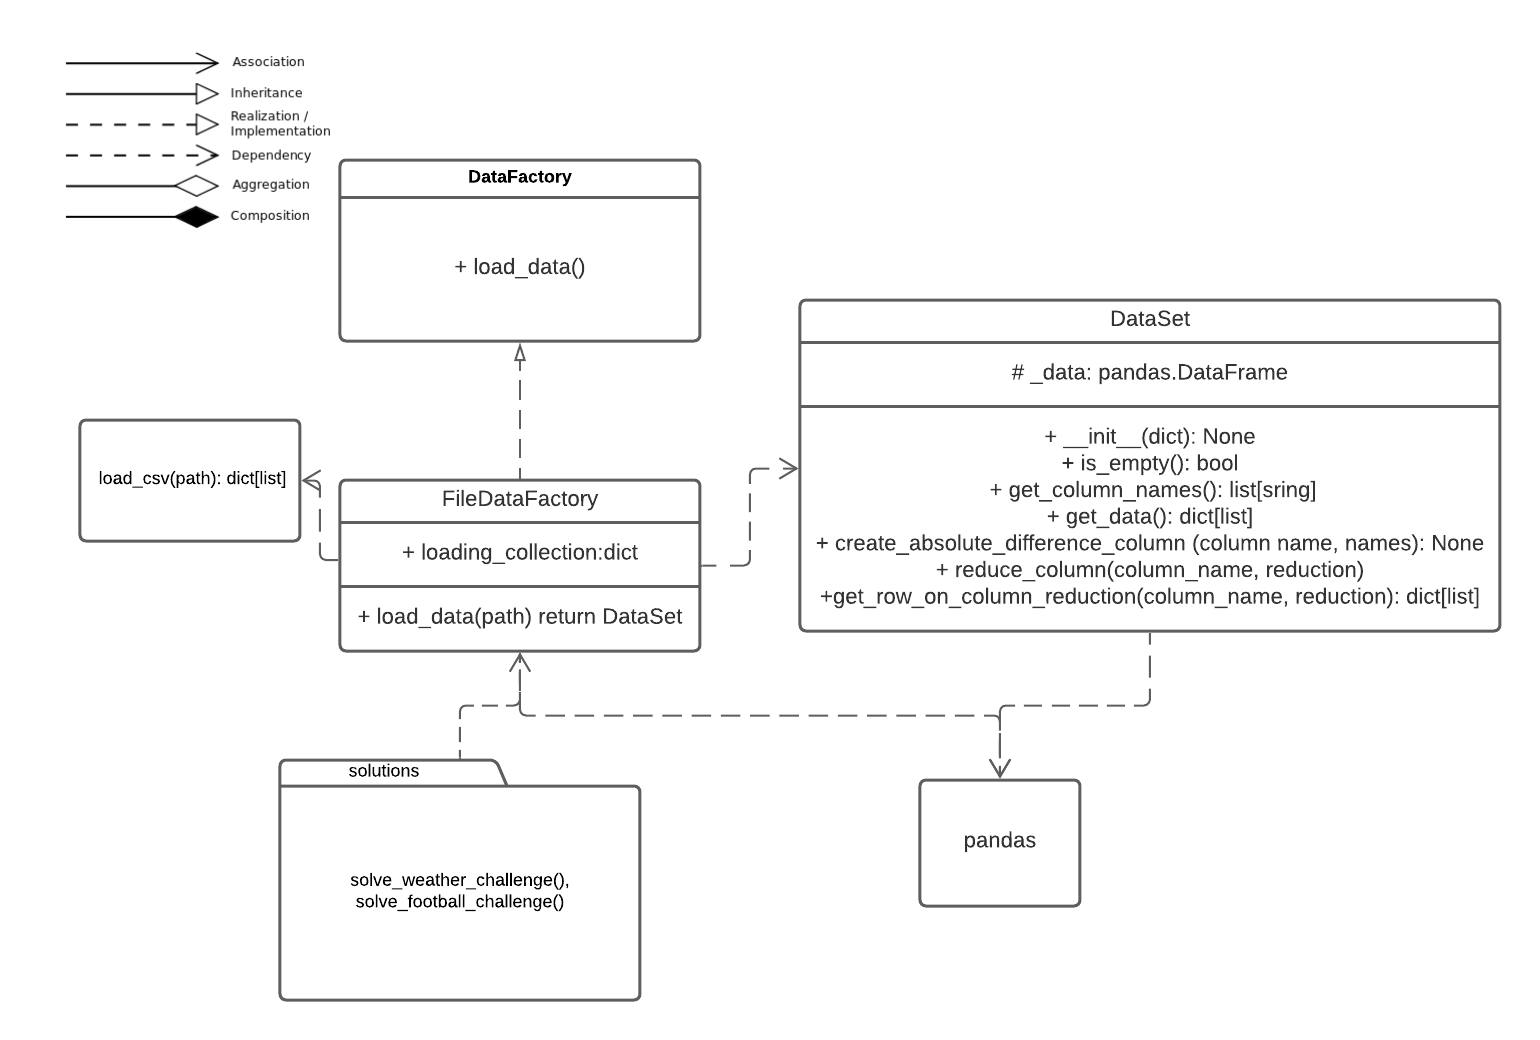 Association
Inheritance
Realization /
Implementation
Dependency
Aggregation
Composition
DataFactory
+ load_data()
DataSet
# _data: pandas.DataFrame
+ __init__(dict): None
+ is_empty(): bool
+ get_column_names(): list[sring]
+ get_data(): dict[list]
+ create_absolute_difference_column (column name, names): None
+ reduce_column(column_name, reduction)
+get_row_on_column_reduction(column_name, reduction): dict[list]
load_csv(path): dict[list]
FileDataFactory
+ loading_collection:dict
+ load_data(path) return DataSet
solutions
solve_weather_challenge(),
solve_football_challenge()
pandas